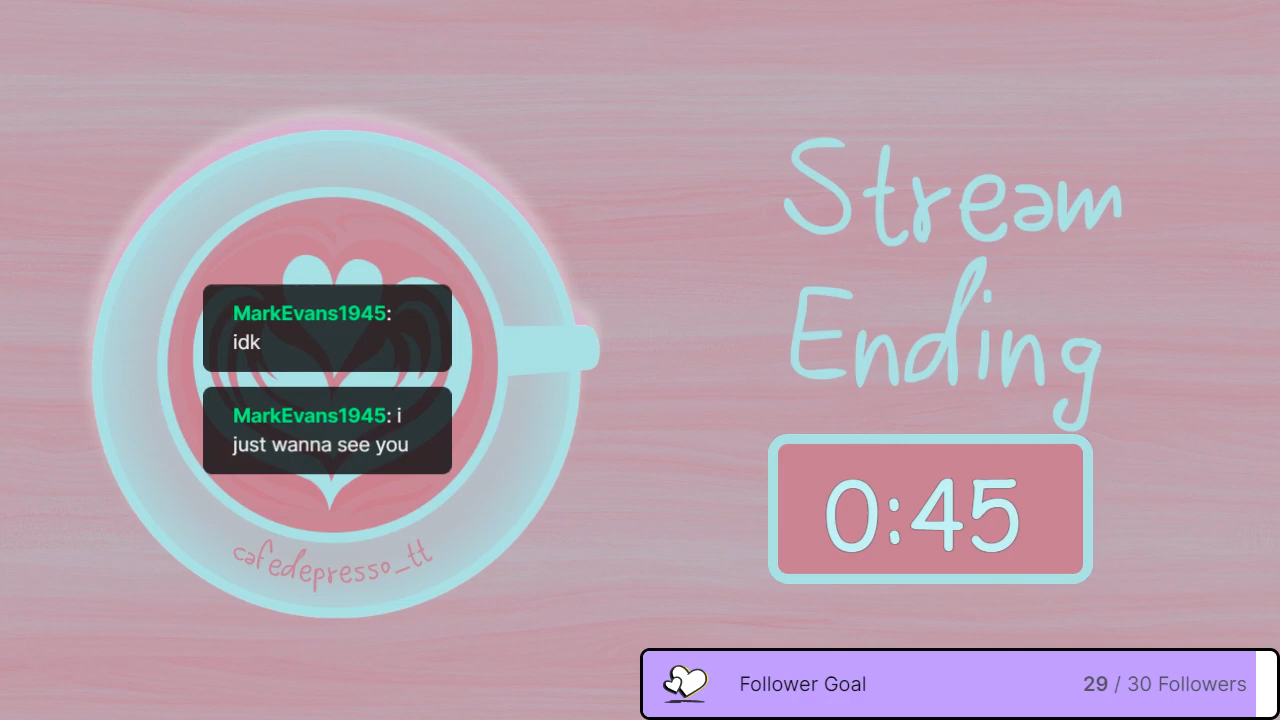 MarkEvans1945:
idk
MarkEvans1945: i
just wanna see you
cafedepresso_tt
Stream
Ending
0:45
Follower Goal
29 / 30 Followers